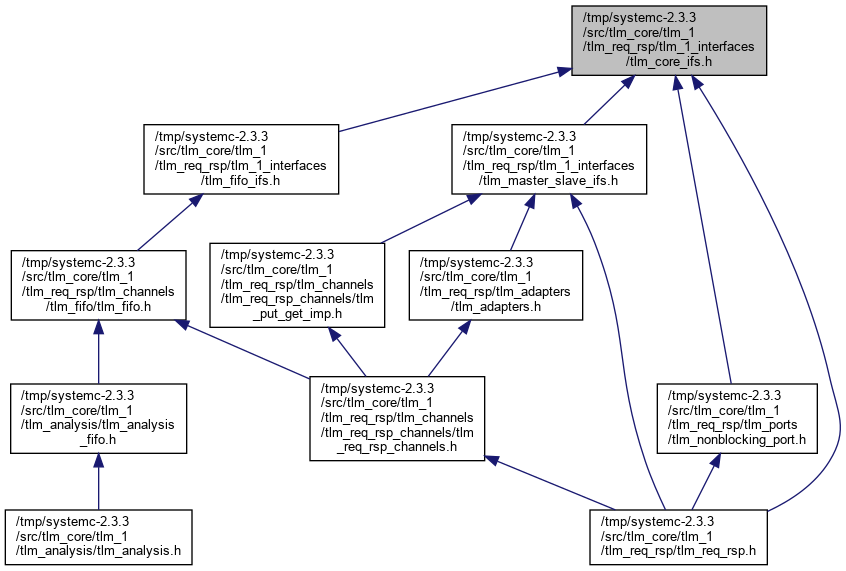 /tmp/systemc-2.3.3
/src/tlm_core/tlm_1
/tlm_req_rsp/tlm_1_interfaces
/tlm_core_ifs.h
/tmp/systemc-2.3.3
/src/tlm_core/tlm_1
/tlm_req_rsp/tlm_1_interfaces
/tlm_fifo_ifs.h
/tmp/systemc-2.3.3
/src/tlm_core/tlm_1
/tlm_req_rsp/tlm_1_interfaces
/tlm_master_slave_ifs.h
/tmp/systemc-2.3.3
/src/tlm_core/tlm_1
/tlm_req_rsp/tlm_channels
/tlm_fifo/tlm_fifo.h
/tmp/systemc-2.3.3
/src/tlm_core/tlm_1
/tlm_req_rsp/tlm_channels
/tlm_req_rsp_channels/tlm
_put_get_imp.h
/tmp/systemc-2.3.3
/src/tlm_core/tlm_1
/tlm_req_rsp/tlm_adapters
/tlm_adapters.h
/tmp/systemc-2.3.3
/src/tlm_core/tlm_1
/tlm_analysis/tlm_analysis
_fifo.h
/tmp/systemc-2.3.3
/src/tlm_core/tlm_1
/tlm_req_rsp/tlm_channels
/tlm_req_rsp_channels/tlm
_req_rsp_channels.h
/tmp/systemc-2.3.3
/src/tlm_core/tlm_1
/tlm_req_rsp/tlm_ports
/tlm_nonblocking_port.h
/tmp/systemc-2.3.3
/src/tlm_core/tlm_1
/tlm_analysis/tlm_analysis.h
/tmp/systemc-2.3.3
/src/tlm_core/tlm_1
/tlm_req_rsp/tlm_req_rsp.h